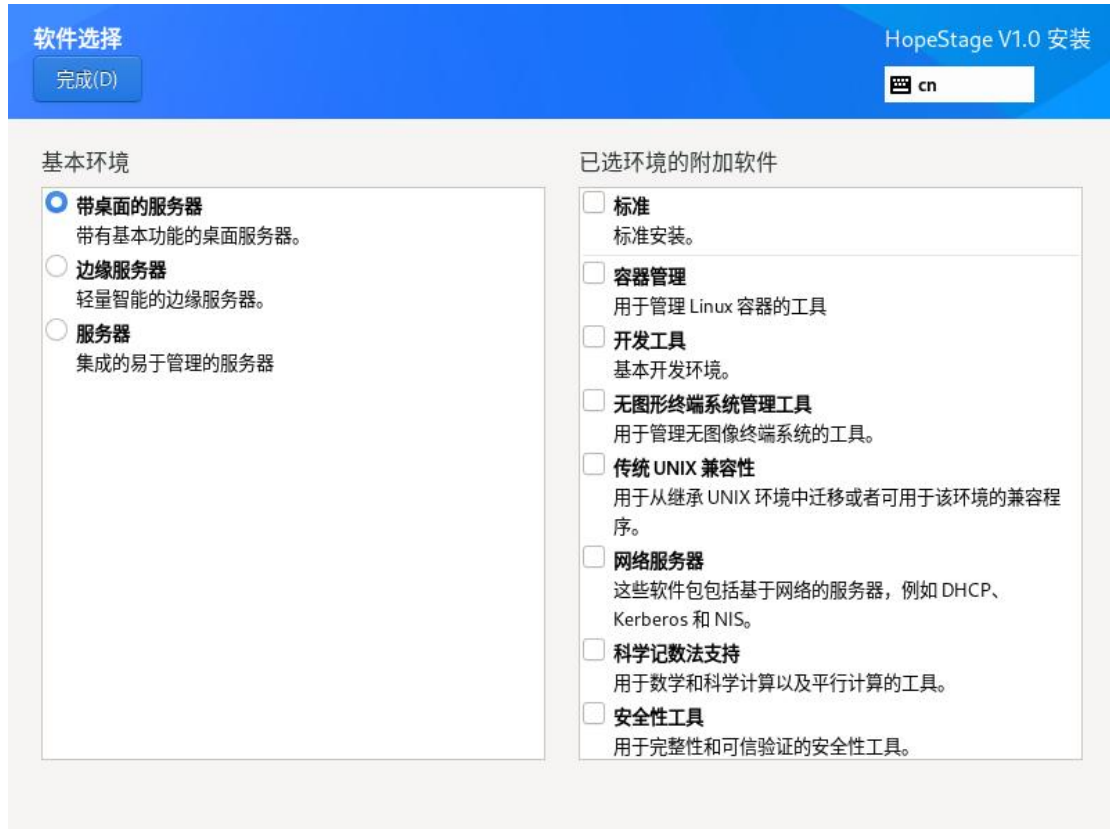 软件选择
HopeStage V1.0 安装
完成(D)
cn
基本环境
带桌面的服务器
带有基本功能的桌面服务器。
边缘服务器
轻量智能的边缘服务器。
服务器
集成的易于管理的服务器
已选环境的附加软件
标准
标准安装。
容器管理
用于管理 Linux 容器的工具
开发工具
基本开发环境。
无图形终端系统管理工具
用于管理无图像终端系统的工具。
传统 UNIX 兼容性
用于从继承 UNIX 环境中迁移或者可用于该环境的兼容程
序。
网络服务器
这些软件包包括基于网络的服务器，例如 DHCP、
Kerberos 和 NIS。
科学记数法支持
用于数学和科学计算以及平行计算的工具。
安全性工具
用于完整性和可信验证的安全性工具。